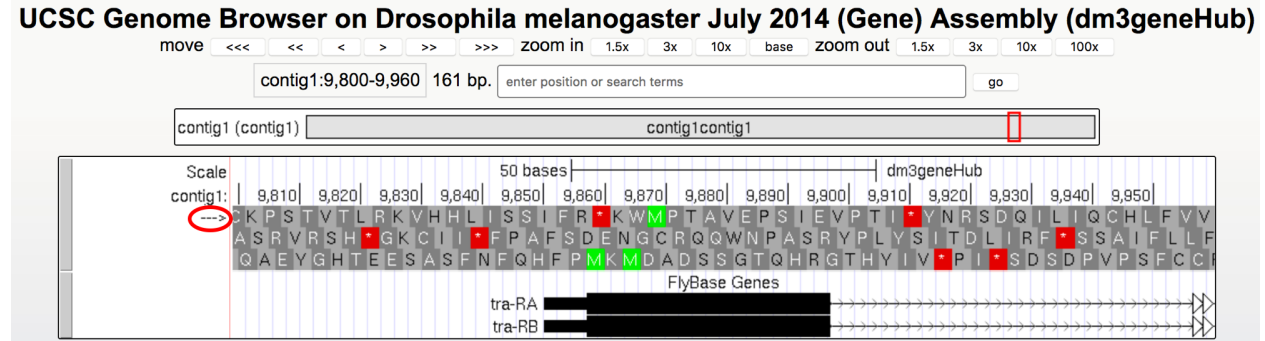 UCSC Genome Browser on Drosophila melanogaster July 2014 (Gene) Assembly (dm3geneHub)
move <<< << < > >> >>> zoom in 1.5x 3x 10x base zoom out 1.5x 3x 10x 100x
contig1:9,800-9,960 161 bp. enter position or search terms go
contig1 (contig1) contig1contig1
Scale 50 bases dm3geneHub
contig1: 9,810 9,820 9,830 9,840 9,850 9,860 9,870 9,880 9,890 9,900 9,910 9,920 9,930 9,940 9,950
---> C K P S T V T L R K V H H L I S S I F R * K W M P T A V E P S I E V P T I * Y N R S D Q I L I Q C H L F V V
A S R V R S H * G K C I I * F P A F S D E N G C R Q Q W N P A S R Y P L Y S I T D L I R F * S S A I F L L F
Q A E Y G H T E E S A S F N F Q H F P M K M D A D S S G T Q H R G T H Y I V * P I * S D S D P V P S F C C
FlyBase Genes
tra-RA
tra-RB